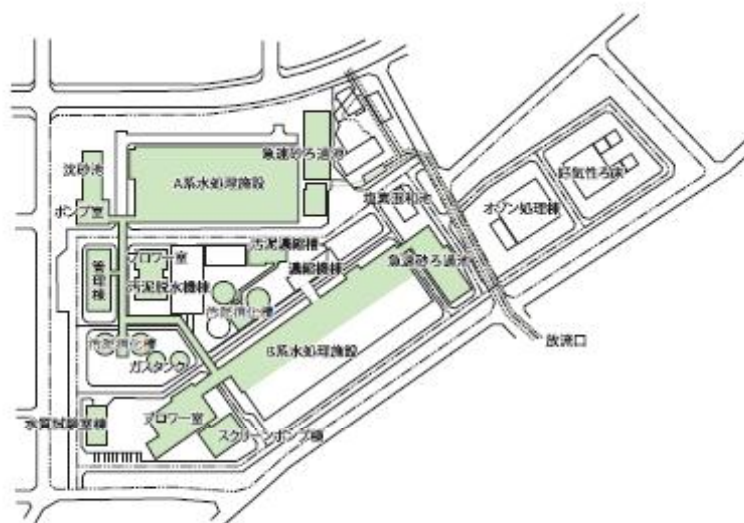 沈砂池
急速砂ろ過池
A系水処理施設
ポンプ室
塩素混和池
好気性ろ床
オゾン処理棟
管理棟
ブロワー室
汚泥濃縮槽
濃縮機棟
急速砂ろ過池
汚泥脱水機棟
汚泥消化槽
汚泥消化槽
ガスタンク
B系水処理施設
放流口
水質試験室棟
ブロワー室
スクリーンポンプ棟